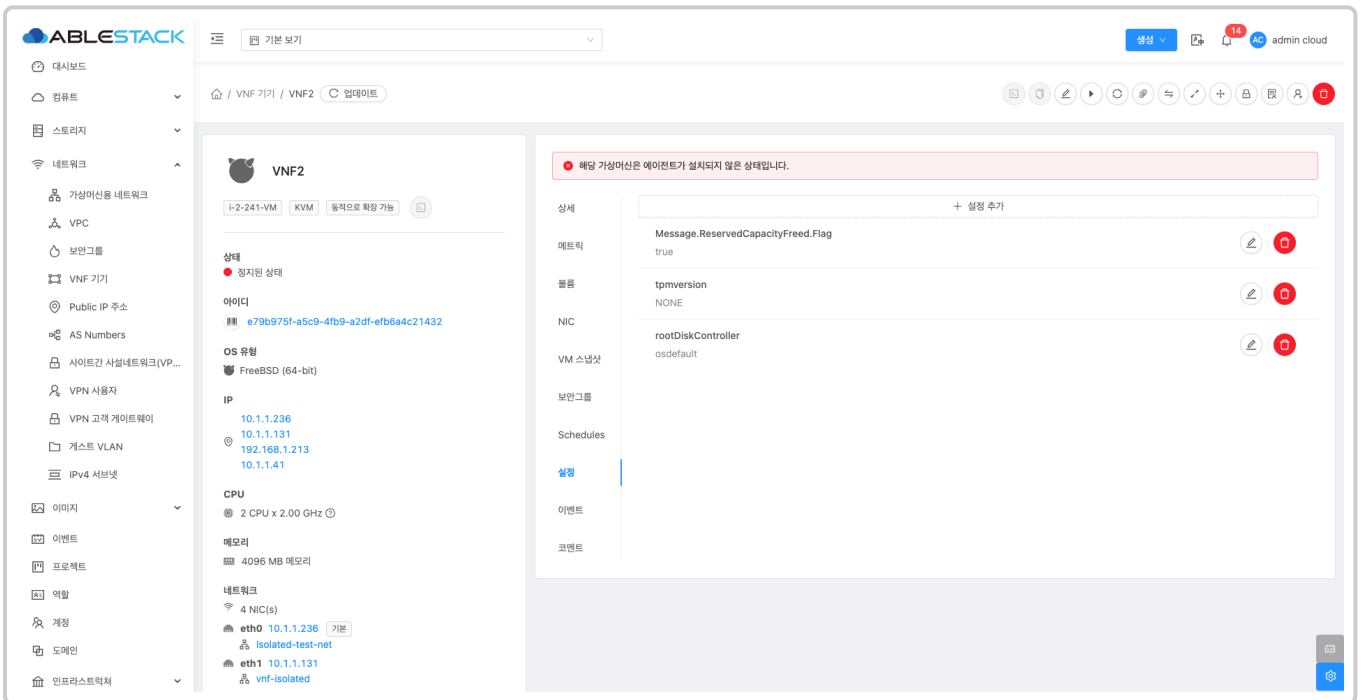 ABLESTACK
기본 보기
생성
14
AC
admin cloud
대시보드
컴퓨트
스토리지
네트워크
가상머신용 네트워크
VPC
보안그룹
VNF 기기
Public IP 주소
AS Numbers
사이트간 사설네트워크(VP...
VPN 사용자
VPN 고객 게이트웨이
게스트 VLAN
IPv4 서브넷
이미지
이벤트
프로젝트
역할
계정
도메인
인프라스트럭쳐
/ VNF 기기 / VNF2
업데이트
VNF2
i-2-241-VM
KVM
동적으로 확장 가능
상태
정지된 상태
아이디
e79b975f-a5c9-4fb9-a2df-efb6a4c21432
OS 유형
FreeBSD (64-bit)
IP
10.1.1.236
10.1.1.131
192.168.1.213
10.1.1.41
CPU
2 CPU x 2.00 GHz
메모리
4096 MB 메모리
네트워크
4 NIC(s)
eth0 10.1.1.236 기본
Isolated-test-net
eth1 10.1.1.131
vnf-isolated
해당 가상머신은 에이전트가 설치되지 않은 상태입니다.
상세
메트릭
볼륨
NIC
VM 스냅샷
보안그룹
Schedules
설정
이벤트
코멘트
+ 설정 추가
Message.ReservedCapacityFreed.Flag
true
tpmversion
NONE
rootDiskController
osdefault